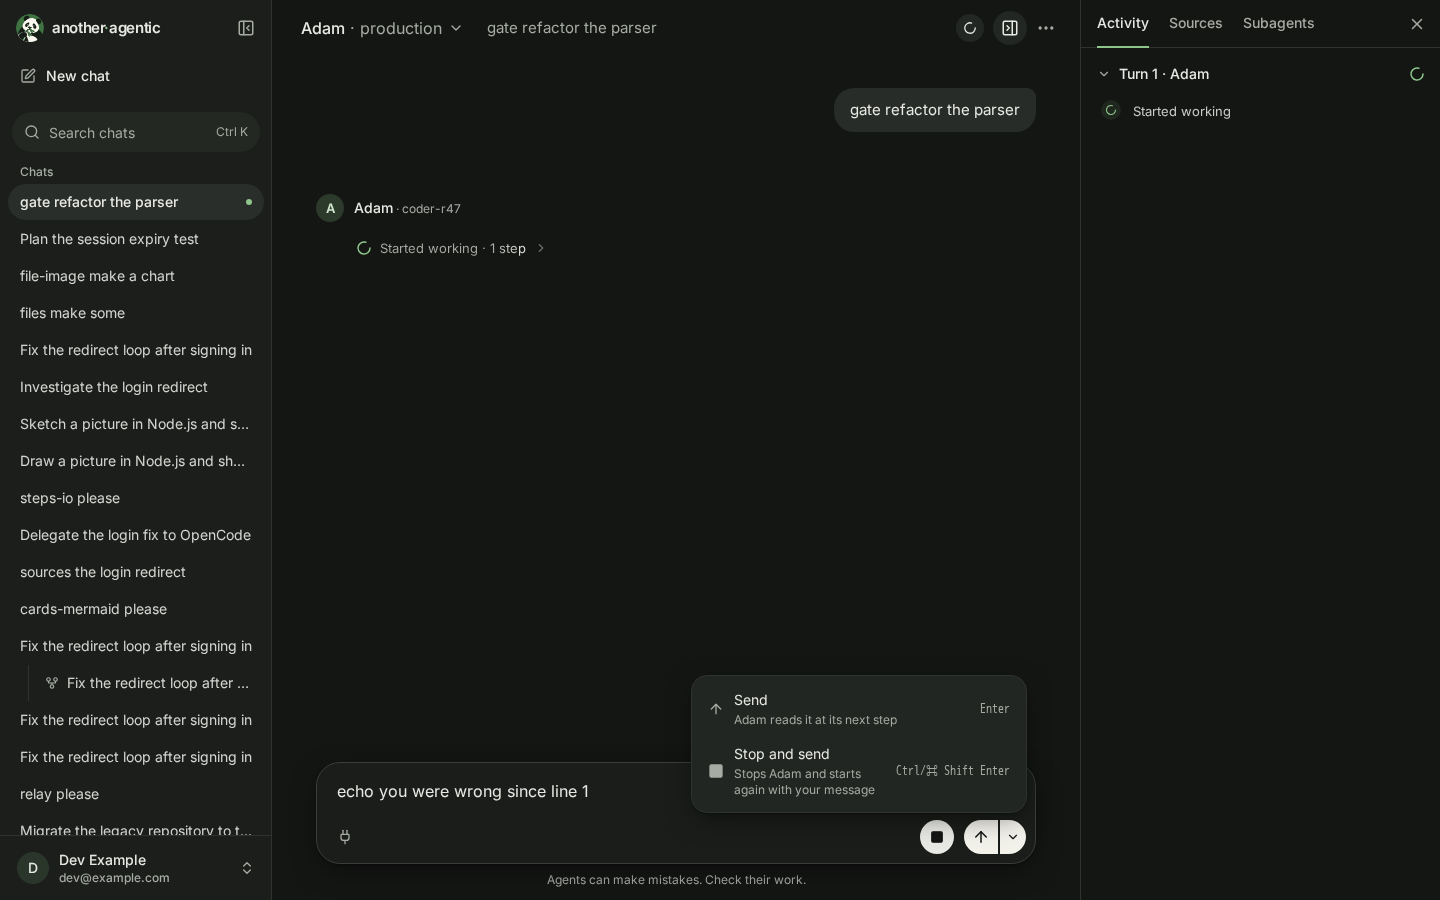 another·agentic
New chat
Search chats Ctrl K
Chats
gate refactor the parser
Plan the session expiry test
file-image make a chart
files make some
Fix the redirect loop after signing in
Investigate the login redirect
Sketch a picture in Node.js and s...
Draw a picture in Node.js and sh...
steps-io please
Delegate the login fix to OpenCode
sources the login redirect
cards-mermaid please
Fix the redirect loop after signing in
Fix the redirect loop after ...
Fix the redirect loop after signing in
Fix the redirect loop after signing in
relay please
Migrate the legacy repository to t...
D
Dev Example
dev@example.com
Adam · production gate refactor the parser
gate refactor the parser
A Adam · coder-r47
Started working · 1 step
Send
Adam reads it at its next step
Enter
Stop and send
Stops Adam and starts
again with your message
Ctrl/⌘ Shift Enter
echo you were wrong since line 1
Agents can make mistakes. Check their work.
Activity Sources Subagents
Turn 1 · Adam
Started working